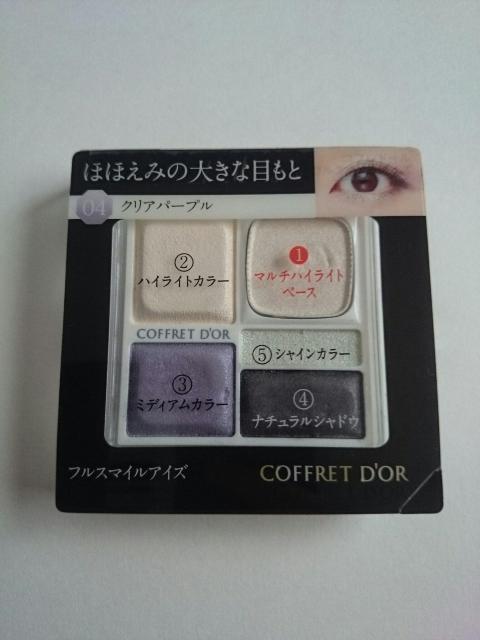 ほほえみの大きな目もと
04 クリアパープル
②
ハイライトカラー
❶
マルチハイライト
ベース
COFFRET D'OR
⑤シャインカラー
③
ミディアムカラー
④
ナチュラルシャドウ
フルスマイルアイズ
COFFRET D'OR